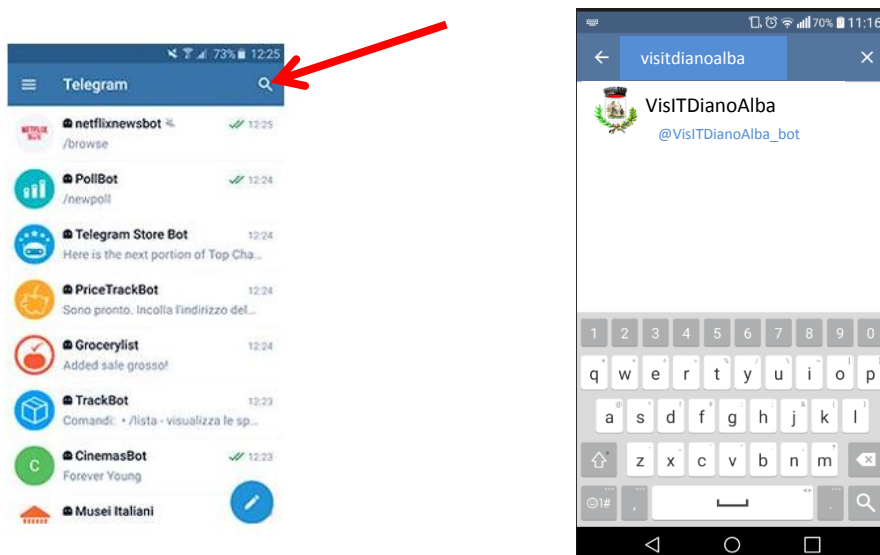 73% 12:25
Telegram
NETFLIX
netflixnewsbot 12:25
/browse
PollBot 12:24
/newpoll
Telegram Store Bot 12:24
Here is the next portion of Top Cha...
PriceTrackBot 12:24
Sono pronto. Incolla l'indirizzo del...
Grocerylist 12:24
Added sale grosso!
TrackBot 12:23
Comandi: • /lista - visualizza le sp...
C
CinemasBot 12:23
Forever Young
Musei Italiani
70% 11:16
visitdianoalba
VisITDianoAlba
@VisITDianoAlba_bot
1 2 3 4 5 6 7 8 9 0
q w e r t y u i o p
a s d f g h j k l
z x c v b n m
1# , .